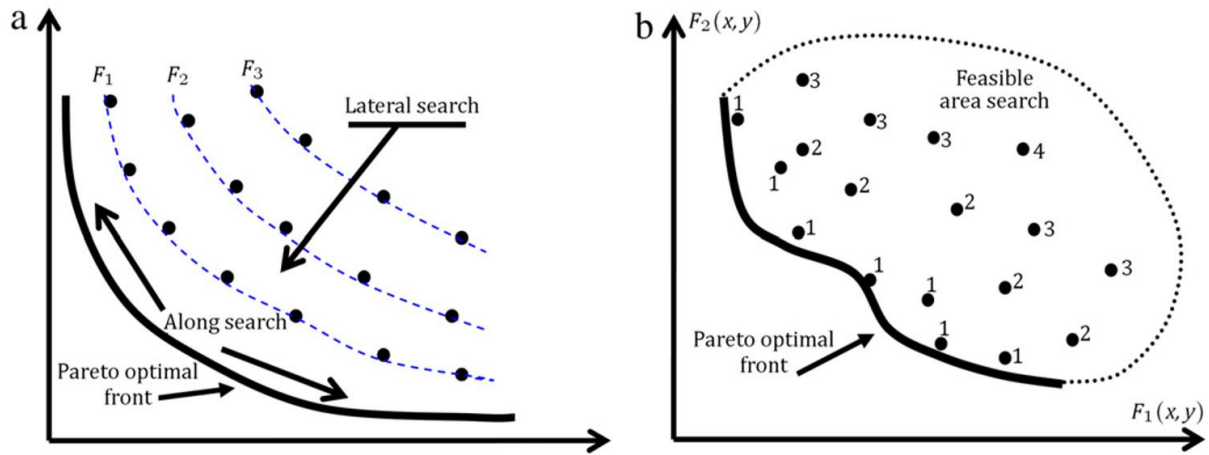 a
F₁
F₂
F₃
Lateral search
Along search
Pareto optimal
front
b
F₂(x, y)
Feasible
area search
3
1
3
3
4
2
1
2
2
1
3
1
3
1
2
1
2
1
Pareto optimal
front
F₁(x, y)